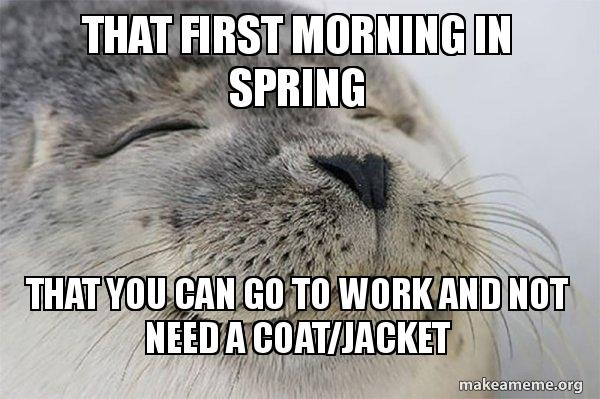 THAT FIRST MORNING IN
SPRING
THAT YOU CAN GO TO WORK AND NOT
NEED A COAT/JACKET
makeameme.org